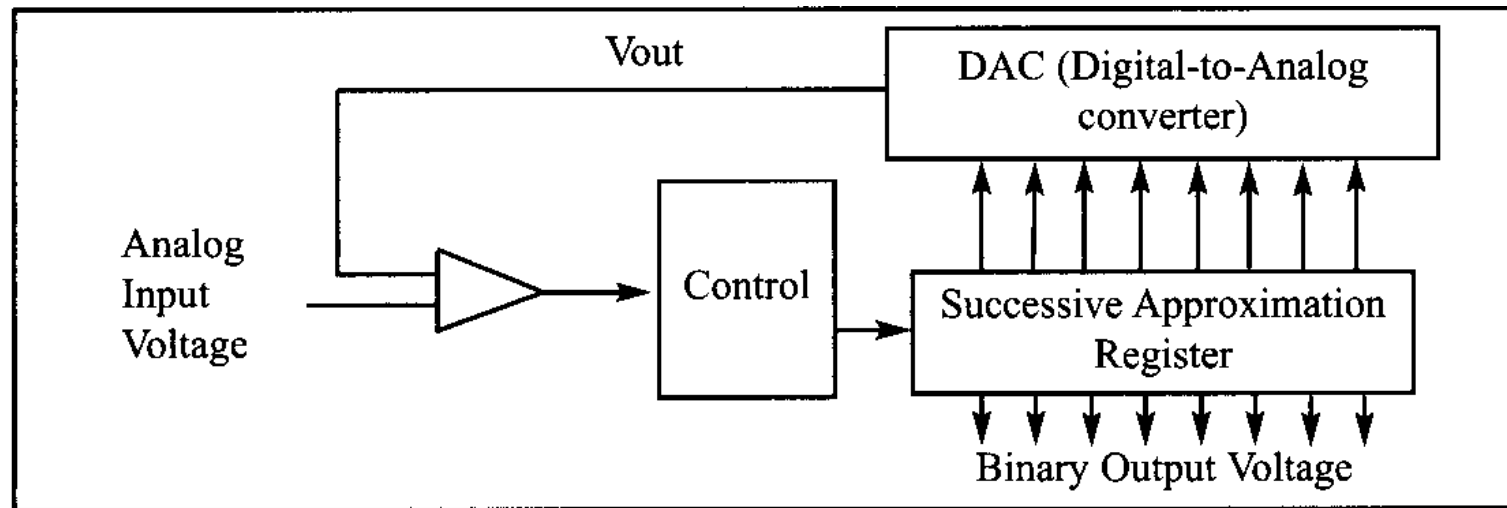 Vout
DAC (Digital-to-Analog
converter)
Analog
Input
Voltage
Control
Successive Approximation
Register
Binary Output Voltage